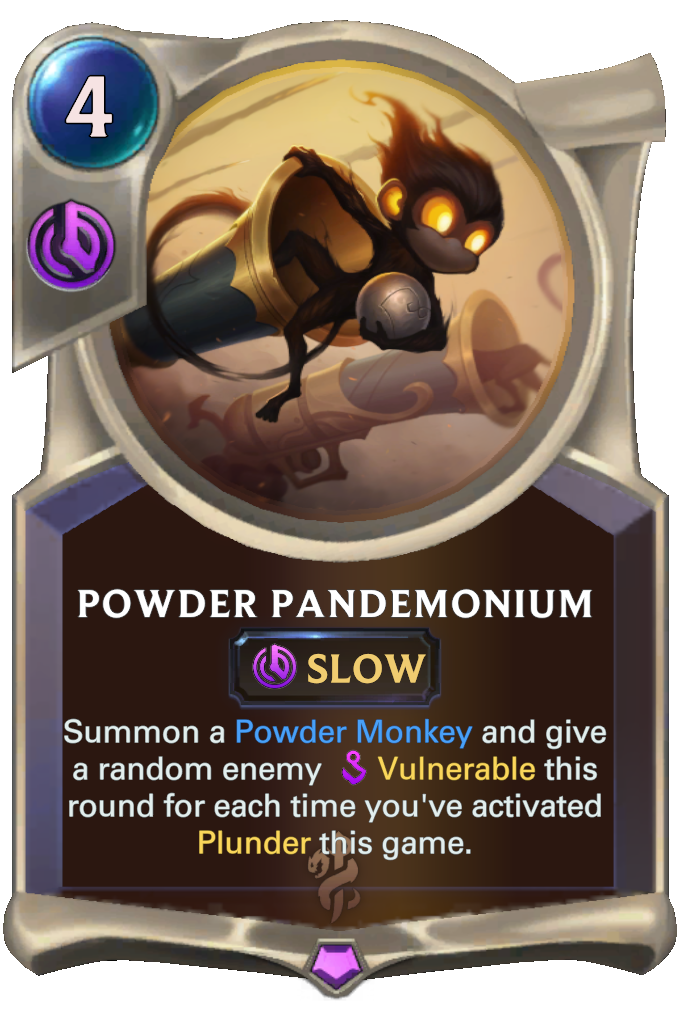 4
POWDER PANDEMONIUM
SLOW
Summon a Powder Monkey and give
a random enemy Vulnerable this
round for each time you've activated
Plunder this game.